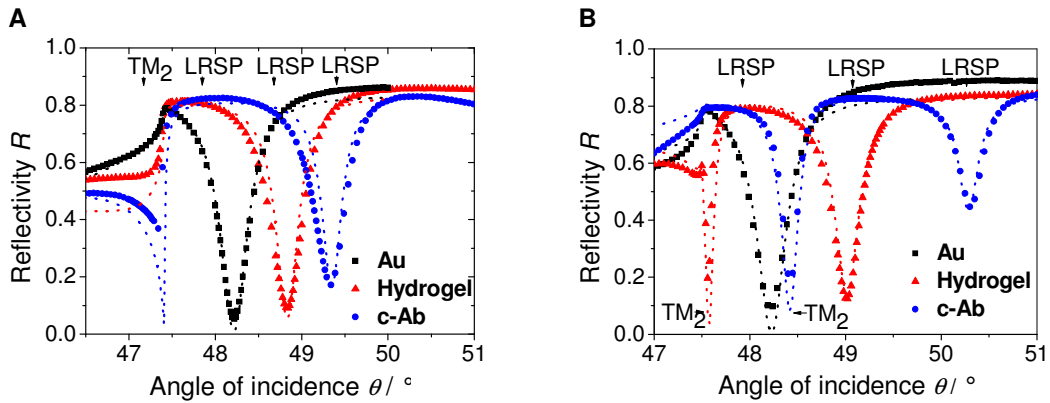 A
1.0
0.8
0.6
0.4
0.2
0.0
Reflectivity R
TM2 LRSP LRSP LRSP
Au
Hydrogel
c-Ab
47 48 49 50 51
Angle of incidence θ / °
B
1.0
0.8
0.6
0.4
0.2
0.0
Reflectivity R
LRSP LRSP LRSP
Au
Hydrogel
c-Ab
TM2 TM2
47 48 49 50 51
Angle of incidence θ / °